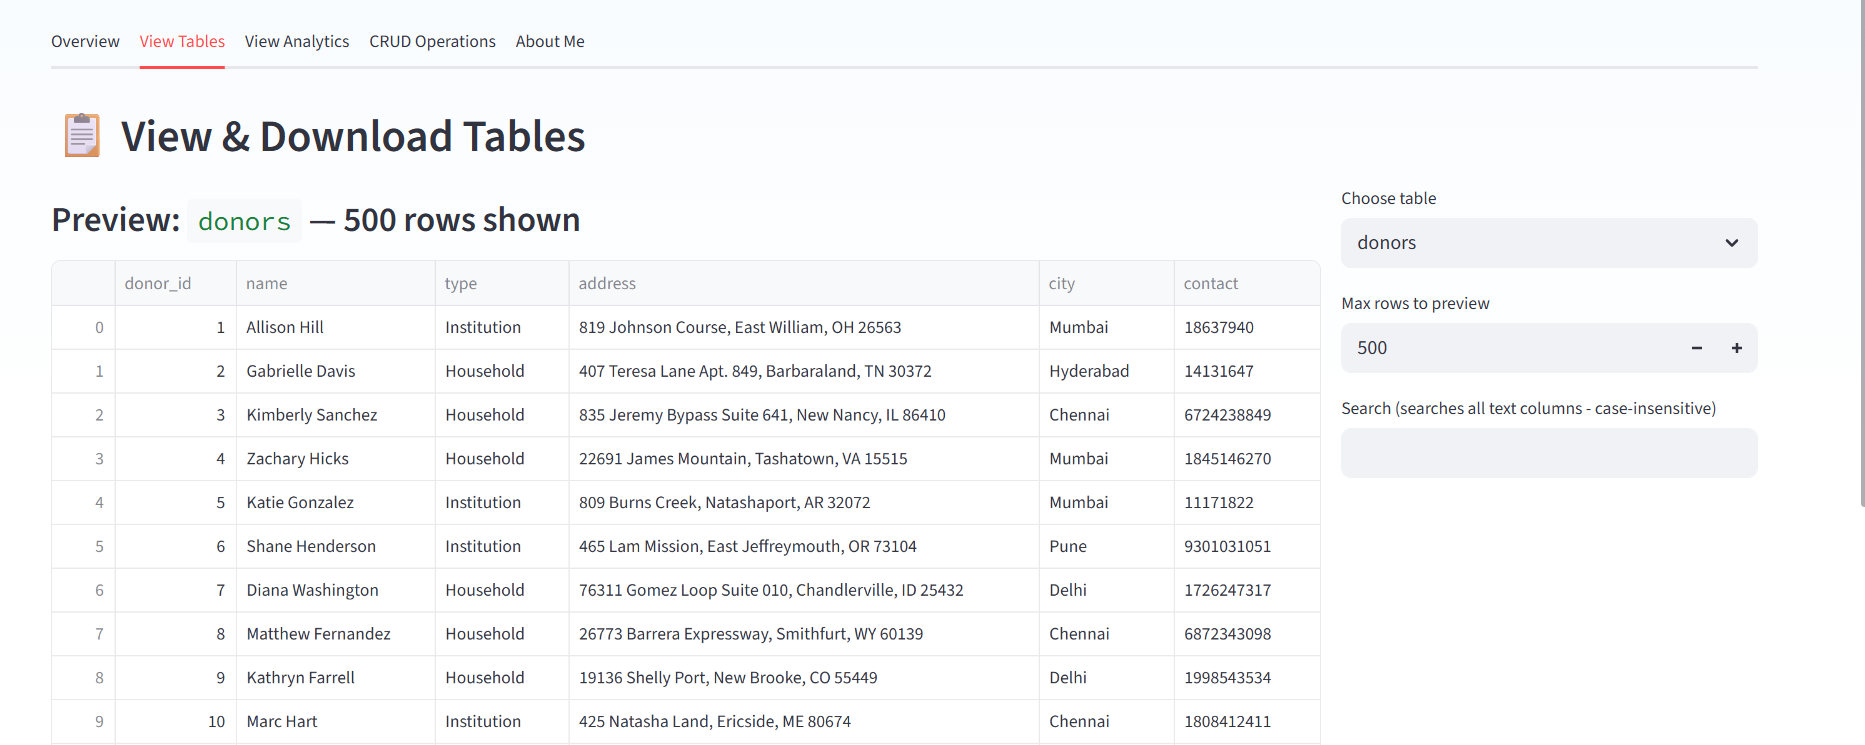 Overview View Tables View Analytics CRUD Operations About Me
View & Download Tables
Preview: donors — 500 rows shown
donor_id name type address city contact
0 1 Allison Hill Institution 819 Johnson Course, East William, OH 26563 Mumbai 18637940
1 2 Gabrielle Davis Household 407 Teresa Lane Apt. 849, Barbaraland, TN 30372 Hyderabad 14131647
2 3 Kimberly Sanchez Household 835 Jeremy Bypass Suite 641, New Nancy, IL 86410 Chennai 6724238849
3 4 Zachary Hicks Household 22691 James Mountain, Tashatown, VA 15515 Mumbai 1845146270
4 5 Katie Gonzalez Institution 809 Burns Creek, Natashaport, AR 32072 Mumbai 11171822
5 6 Shane Henderson Institution 465 Lam Mission, East Jeffreymouth, OR 73104 Pune 9301031051
6 7 Diana Washington Household 76311 Gomez Loop Suite 010, Chandlerville, ID 25432 Delhi 1726247317
7 8 Matthew Fernandez Household 26773 Barrera Expressway, Smithfurt, WY 60139 Chennai 6872343098
8 9 Kathryn Farrell Household 19136 Shelly Port, New Brooke, CO 55449 Delhi 1998543534
9 10 Marc Hart Institution 425 Natasha Land, Ericside, ME 80674 Chennai 1808412411
Choose table
donors
Max rows to preview
500 − +
Search (searches all text columns - case-insensitive)